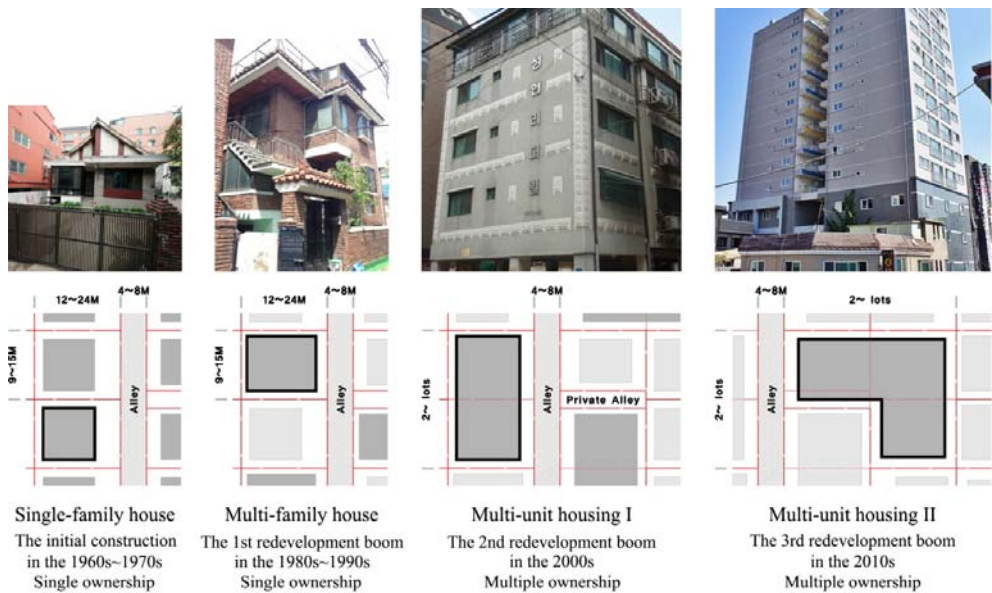 12~24M
4~8M
9~15M
Alley
12~24M
4~8M
Alley
4~8M
2~ lots
Alley
Private Alley
4~8M
2~ lots
2~ lots
Alley
Single-family house
The initial construction
in the 1960s~1970s
Single ownership
Multi-family house
The 1st redevelopment boom
in the 1980s~1990s
Single ownership
Multi-unit housing I
The 2nd redevelopment boom
in the 2000s
Multiple ownership
Multi-unit housing II
The 3rd redevelopment boom
in the 2010s
Multiple ownership